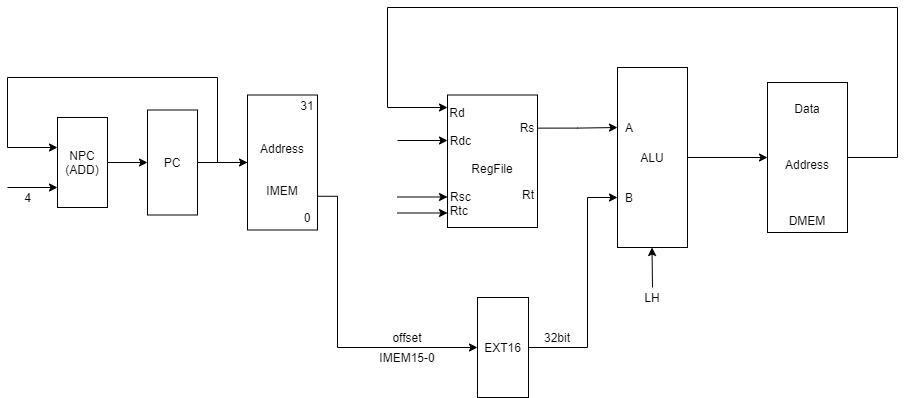 NPC
(ADD)
4
PC
31
Address
IMEM
0
Rd
Rdc
Rs
RegFile
Rsc
Rtc
Rt
A
ALU
B
LH
Data
Address
DMEM
offset
IMEM15-0
EXT16
32bit